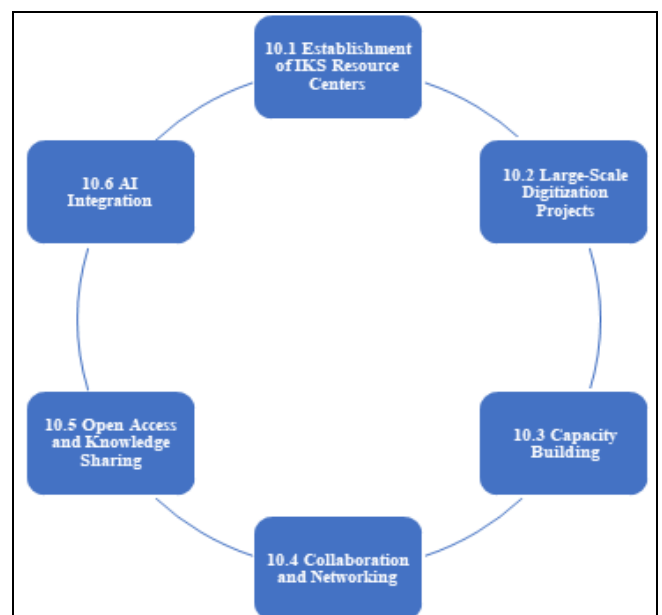 10.1 Establishment
of IKS Resource
Centers
10.2 Large-Scale
Digitization
Projects
10.3 Capacity
Building
10.4 Collaboration
and Networking
10.5 Open Access
and Knowledge
Sharing
10.6 AI
Integration